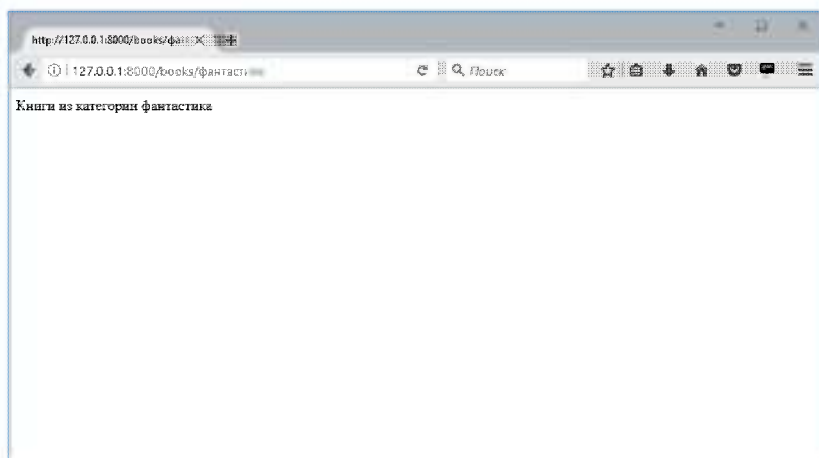 http://127.0.0.1:8000/books/фан
127.0.0.1:8000/books/фантасти
Поиск
Книги из категории фантастика